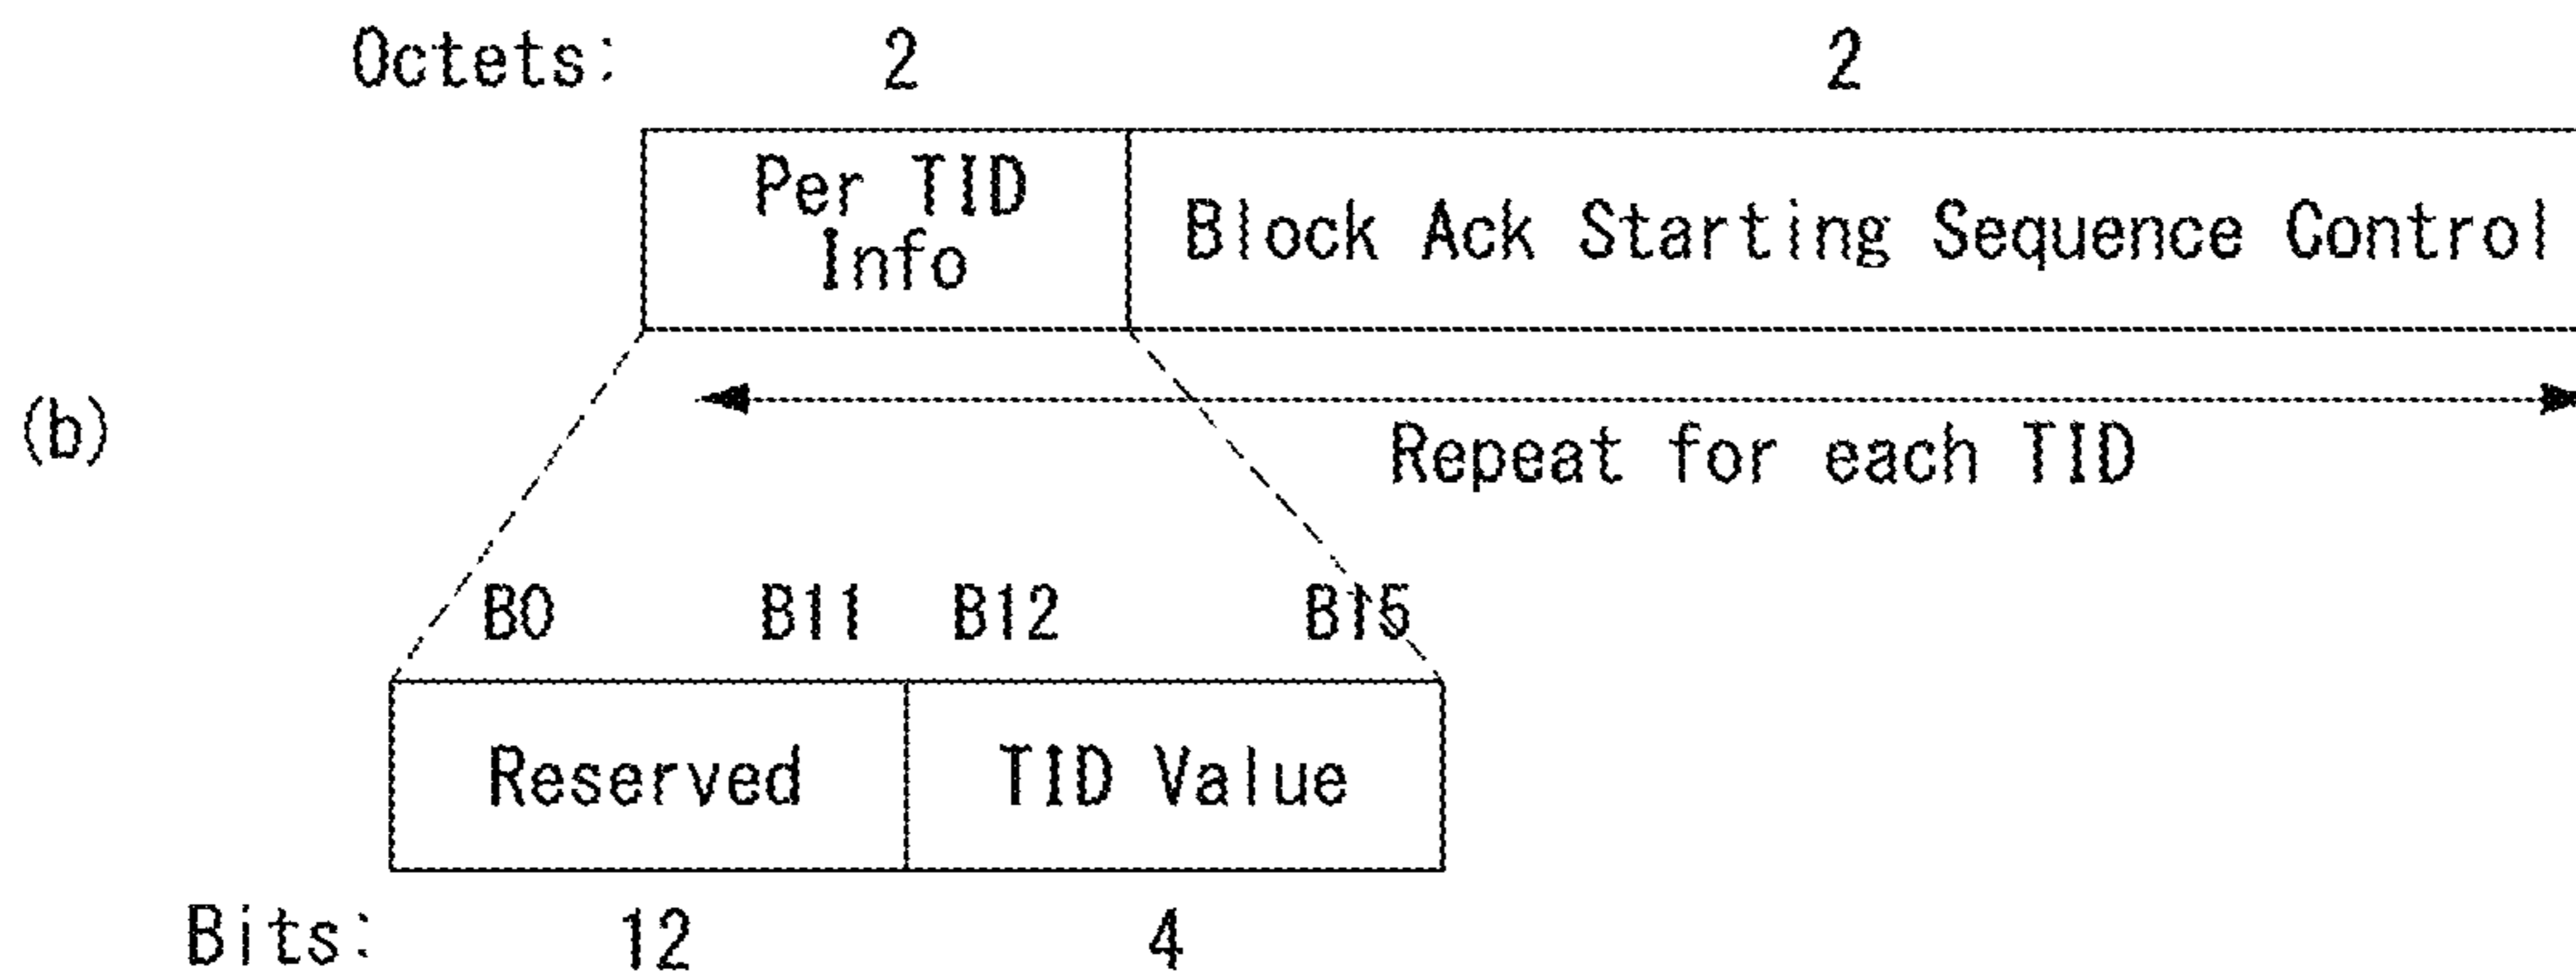 Octets: 2 2
Per TID
Info
Block Ack Starting Sequence Control
(b)
Repeat for each TID
B0 B11 B12 B15
Reserved TID Value
Bits: 12 4